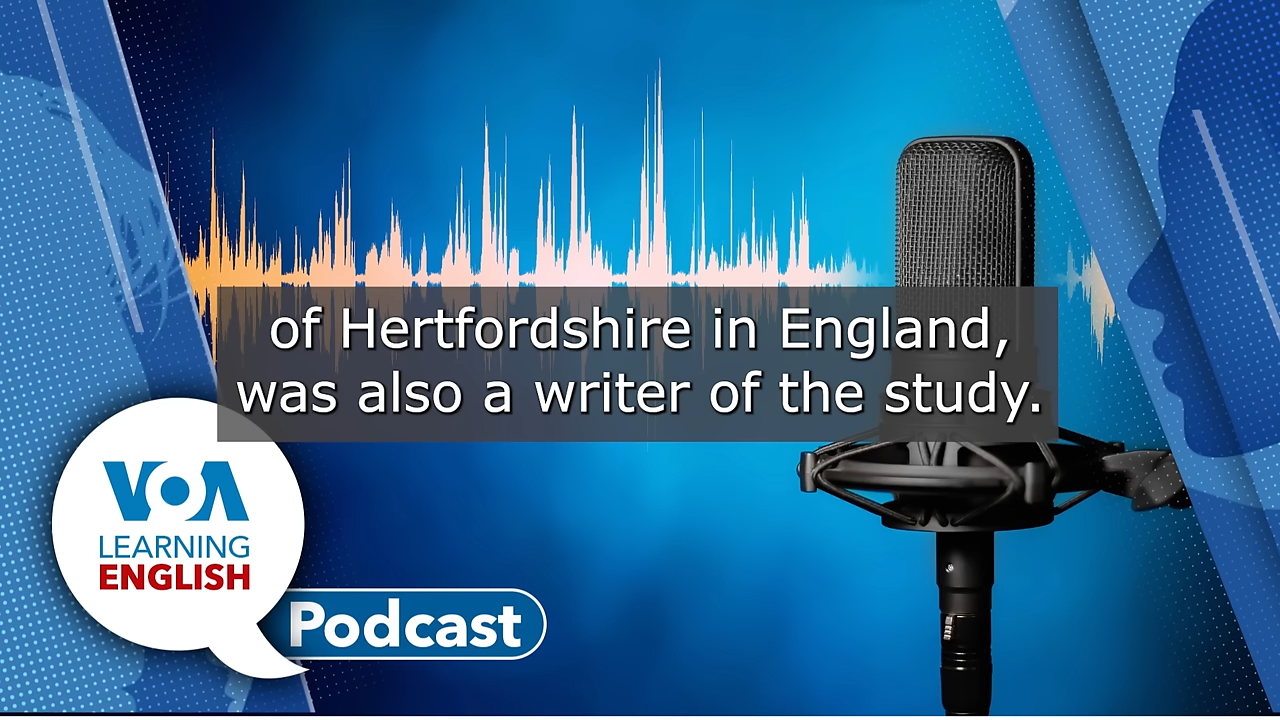 of Hertfordshire in England,
was also a writer of the study.
VOA
LEARNING
ENGLISH
Podcast